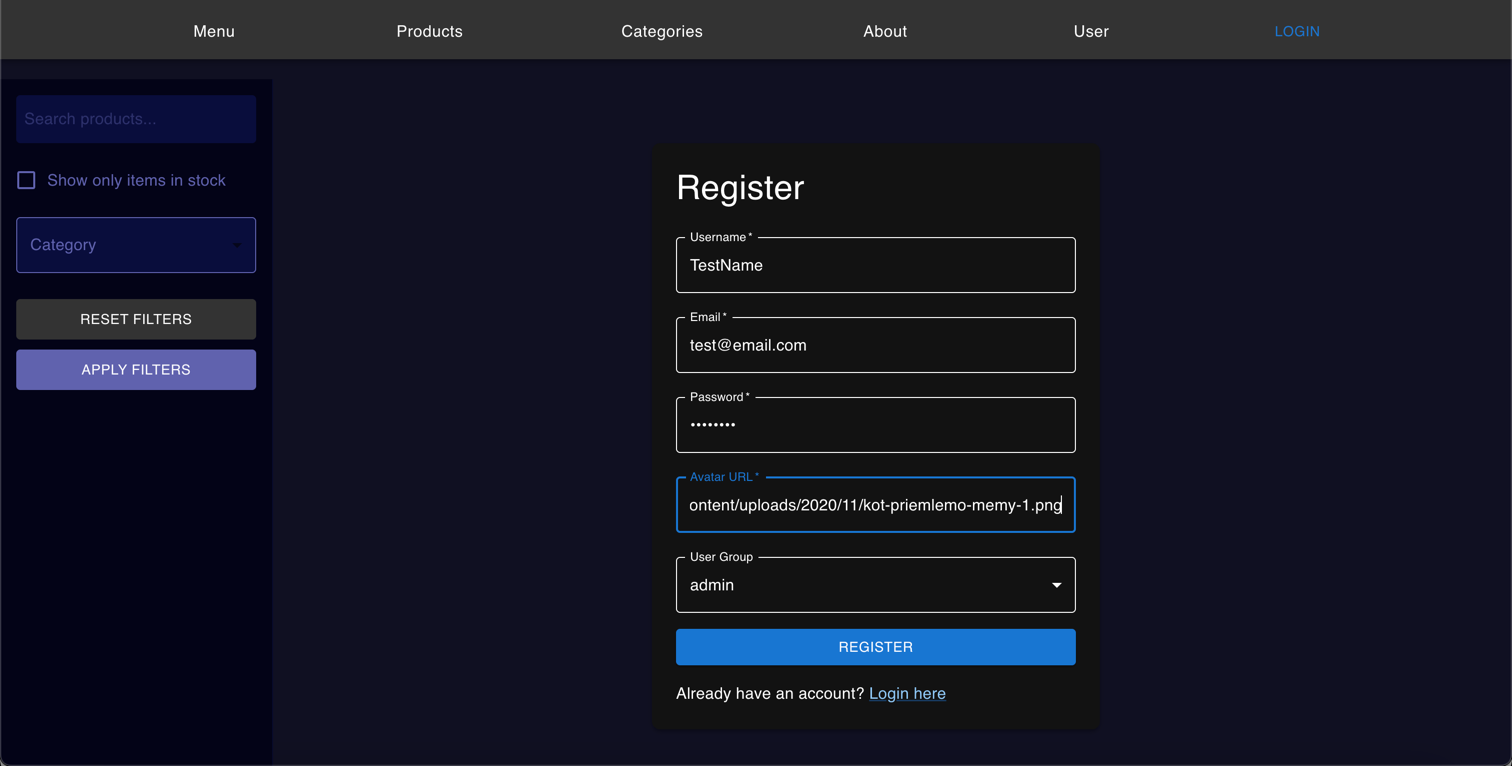 Menu Products Categories About User LOGIN
Search products...
Show only items in stock
Category
RESET FILTERS
APPLY FILTERS
Register
Username *
TestName
Email *
test@email.com
Password *
••••••••
Avatar URL *
ontent/uploads/2020/11/kot-priemlemo-memy-1.png
User Group
admin
REGISTER
Already have an account? Login here